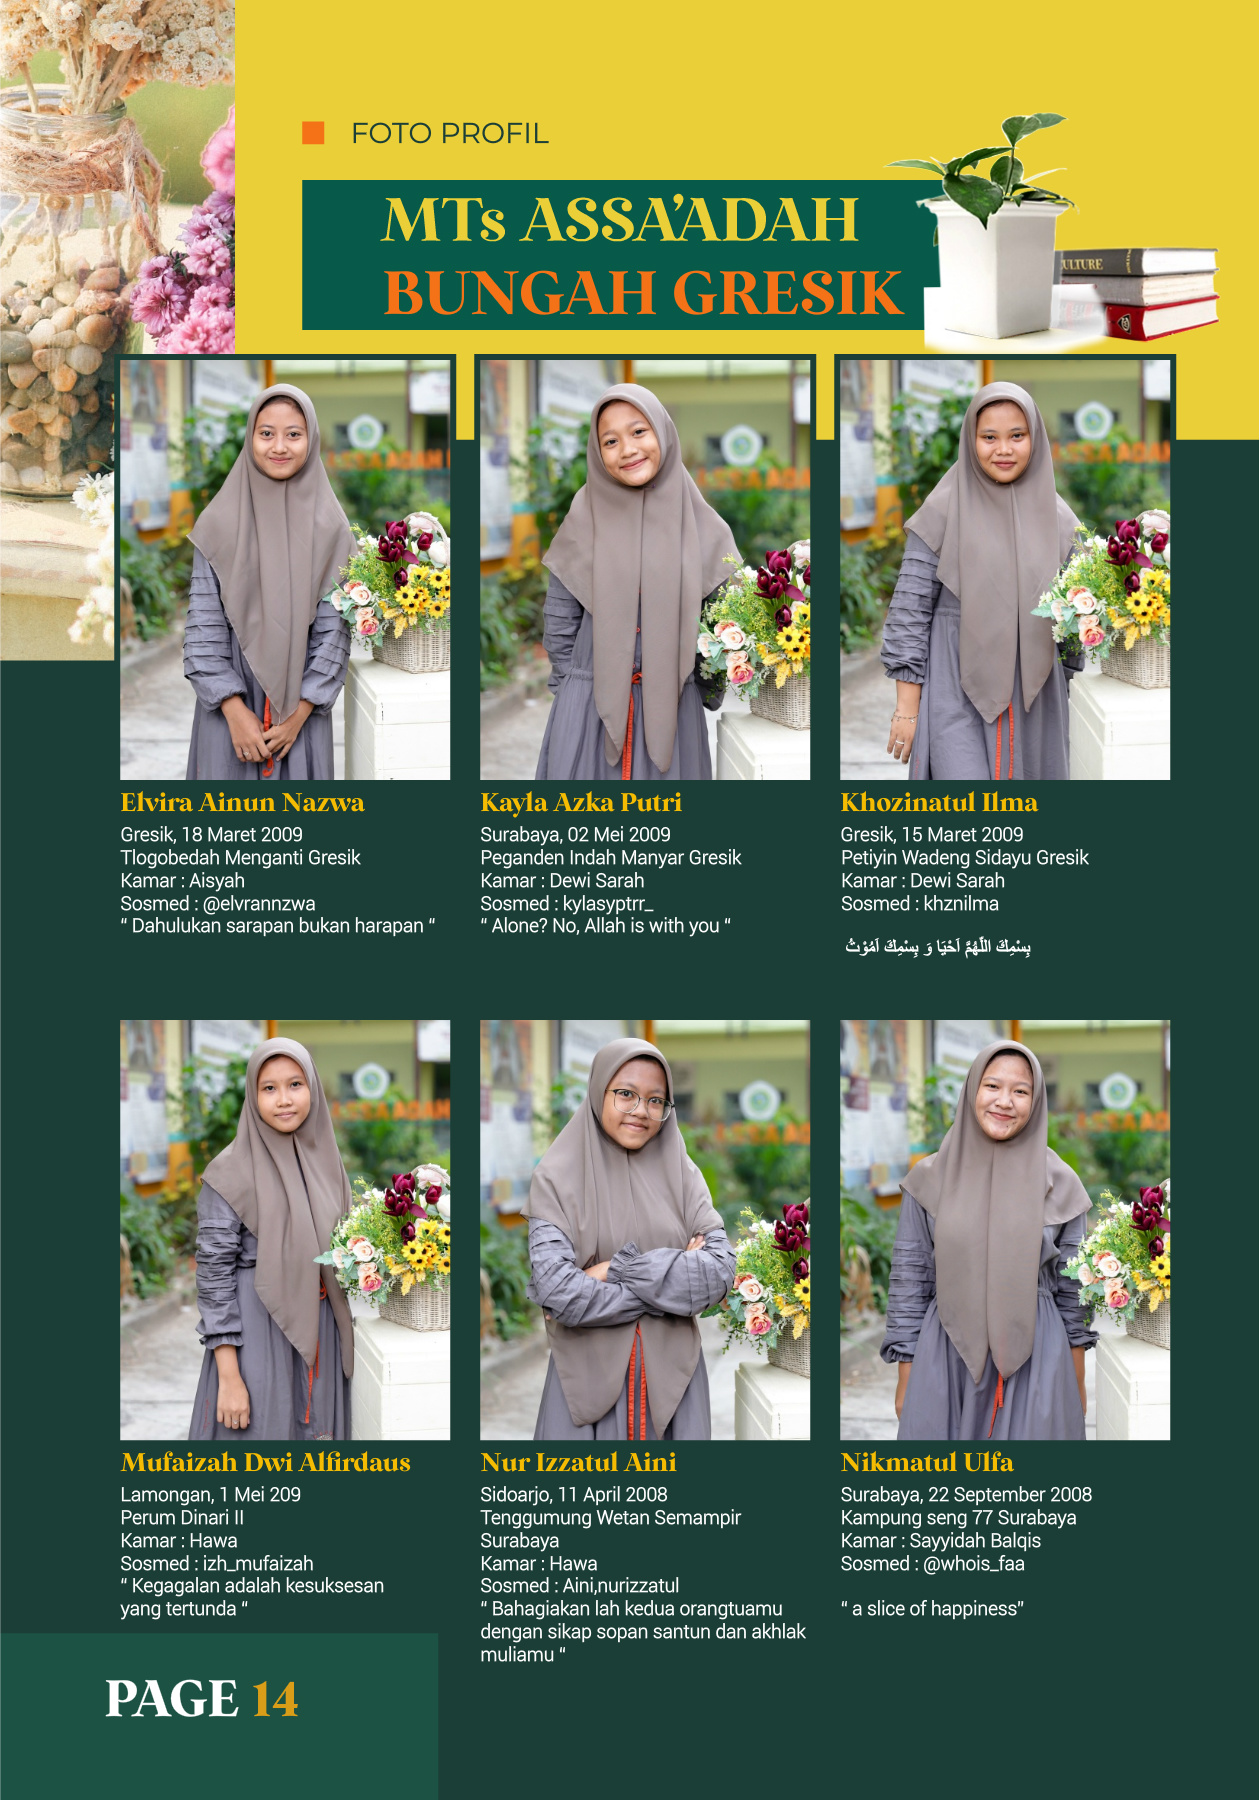 FOTO PROFIL
MTs ASSA'ADAH
BUNGAH GRESIK
ULTURE
ASSA ADAH
Elvira Ainun Nazwa
Gresik, 18 Maret 2009
Tlogobedah Menganti Gresik
Kamar : Aisyah
Sosmed : @elvrannzwa
“ Dahulukan sarapan bukan harapan “
Kayla Azka Putri
Surabaya, 02 Mei 2009
Peganden Indah Manyar Gresik
Kamar : Dewi Sarah
Sosmed : kylasyptrr_
“ Alone? No, Allah is with you “
Khozinatul Ilma
Gresik, 15 Maret 2009
Petiyin Wadeng Sidayu Gresik
Kamar : Dewi Sarah
Sosmed : khznilma
بِسْمِكَ اللّٰهُمَّ اَحْيَا وَ بِسْمِكَ اَمُوْتُ
ASSA ADAH
Mufaizah Dwi Alfirdaus
Lamongan, 1 Mei 209
Perum Dinari II
Kamar : Hawa
Sosmed : izh_mufaizah
“ Kegagalan adalah kesuksesan
yang tertunda “
Nur Izzatul Aini
Sidoarjo, 11 April 2008
Tenggumung Wetan Semampir
Surabaya
Kamar : Hawa
Sosmed : Aini,nurizzatul
“ Bahagiakan lah kedua orangtuamu
dengan sikap sopan santun dan akhlak
muliamu “
Nikmatul Ulfa
Surabaya, 22 September 2008
Kampung seng 77 Surabaya
Kamar : Sayyidah Balqis
Sosmed : @whois_faa
“ a slice of happiness”
PAGE 14